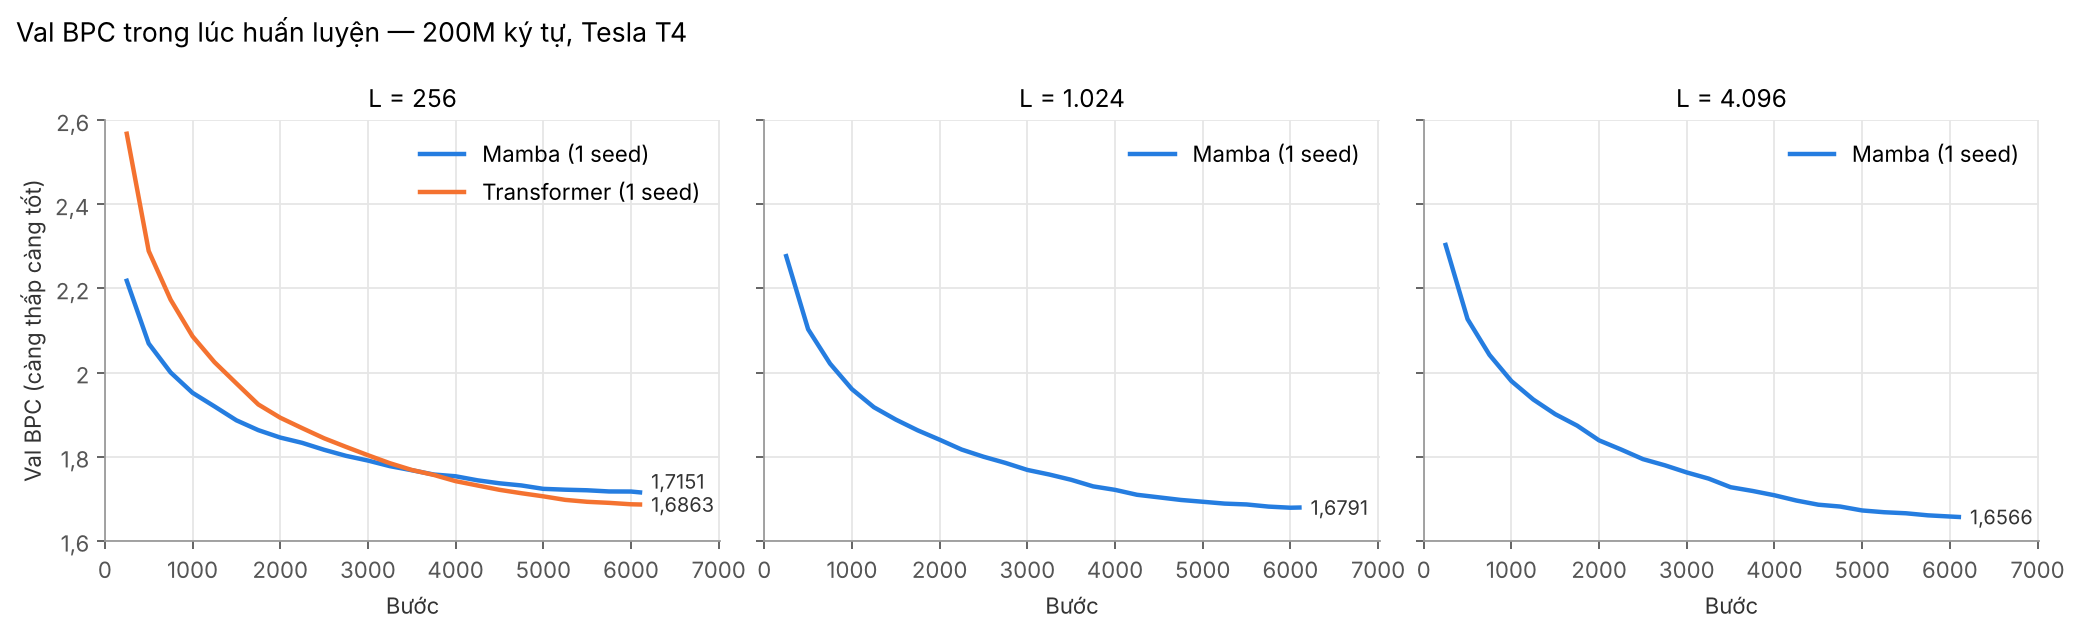 Val BPC trong lúc huấn luyện — 200M ký tự, Tesla T4
L = 256
L = 1.024
L = 4.096
Val BPC (càng thấp càng tốt)
2,6
2,4
2,2
2
1,8
1,6
Mamba (1 seed)
Transformer (1 seed)
1,7151
1,6863
0 1000 2000 3000 4000 5000 6000 7000
Bước
Mamba (1 seed)
1,6791
0 1000 2000 3000 4000 5000 6000 7000
Bước
Mamba (1 seed)
1,6566
0 1000 2000 3000 4000 5000 6000 7000
Bước